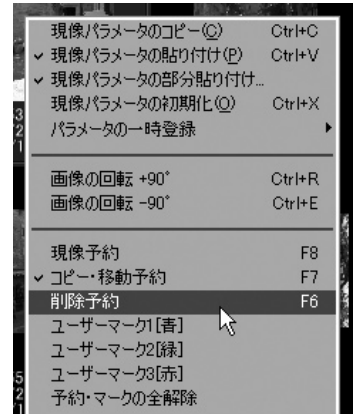 現像パラメータのコピー(C) Ctrl+C
✓ 現像パラメータの貼り付け(P) Ctrl+V
✓ 現像パラメータの部分貼り付け...
現像パラメータの初期化(O) Ctrl+X
パラメータの一時登録
画像の回転 +90° Ctrl+R
画像の回転 -90° Ctrl+E
現像予約 F8
✓ コピー・移動予約 F7
削除予約 F6
ユーザーマーク1[青]
ユーザーマーク2[緑]
ユーザーマーク3[赤]
予約・マークの全解除